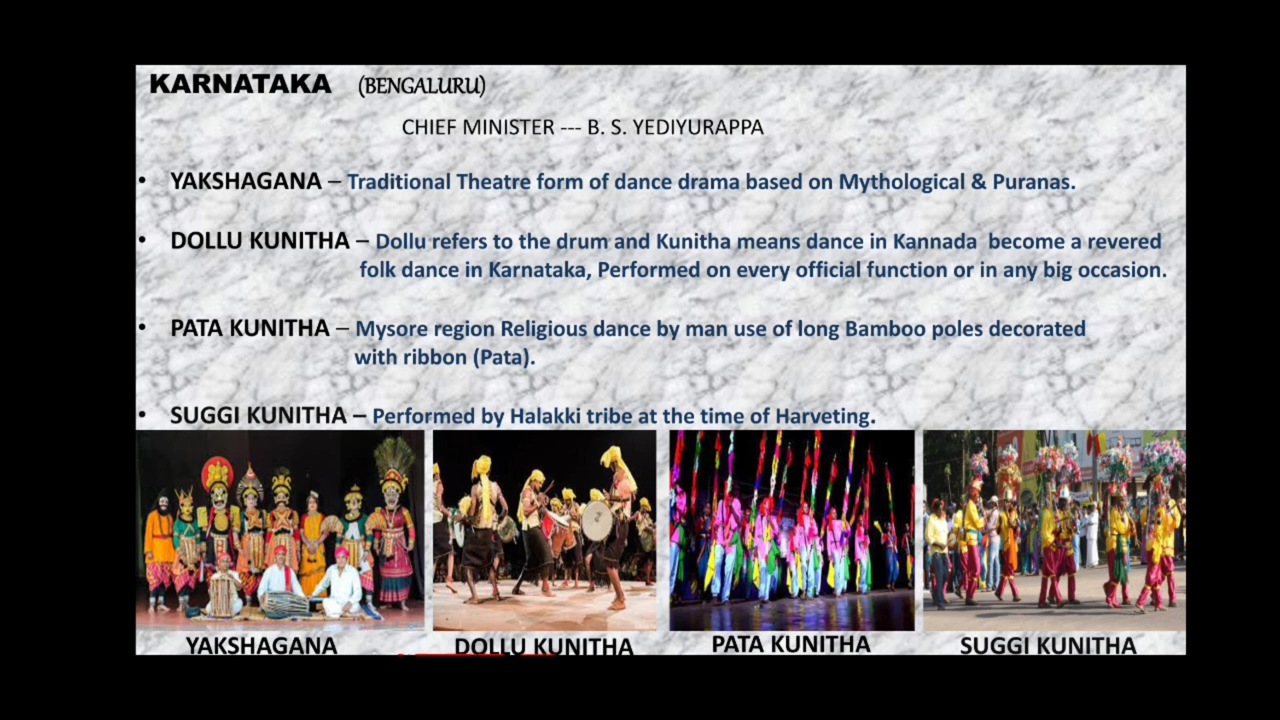 KARNATAKA (BENGALURU)
CHIEF MINISTER --- B. S. YEDIYURAPPA
• YAKSHAGANA – Traditional Theatre form of dance drama based on Mythological & Puranas.
• DOLLU KUNITHA – Dollu refers to the drum and Kunitha means dance in Kannada become a revered
folk dance in Karnataka, Performed on every official function or in any big occasion.
• PATA KUNITHA – Mysore region Religious dance by man use of long Bamboo poles decorated
with ribbon (Pata).
• SUGGI KUNITHA – Performed by Halakki tribe at the time of Harveting.
YAKSHAGANA DOLLU KUNITHA PATA KUNITHA SUGGI KUNITHA